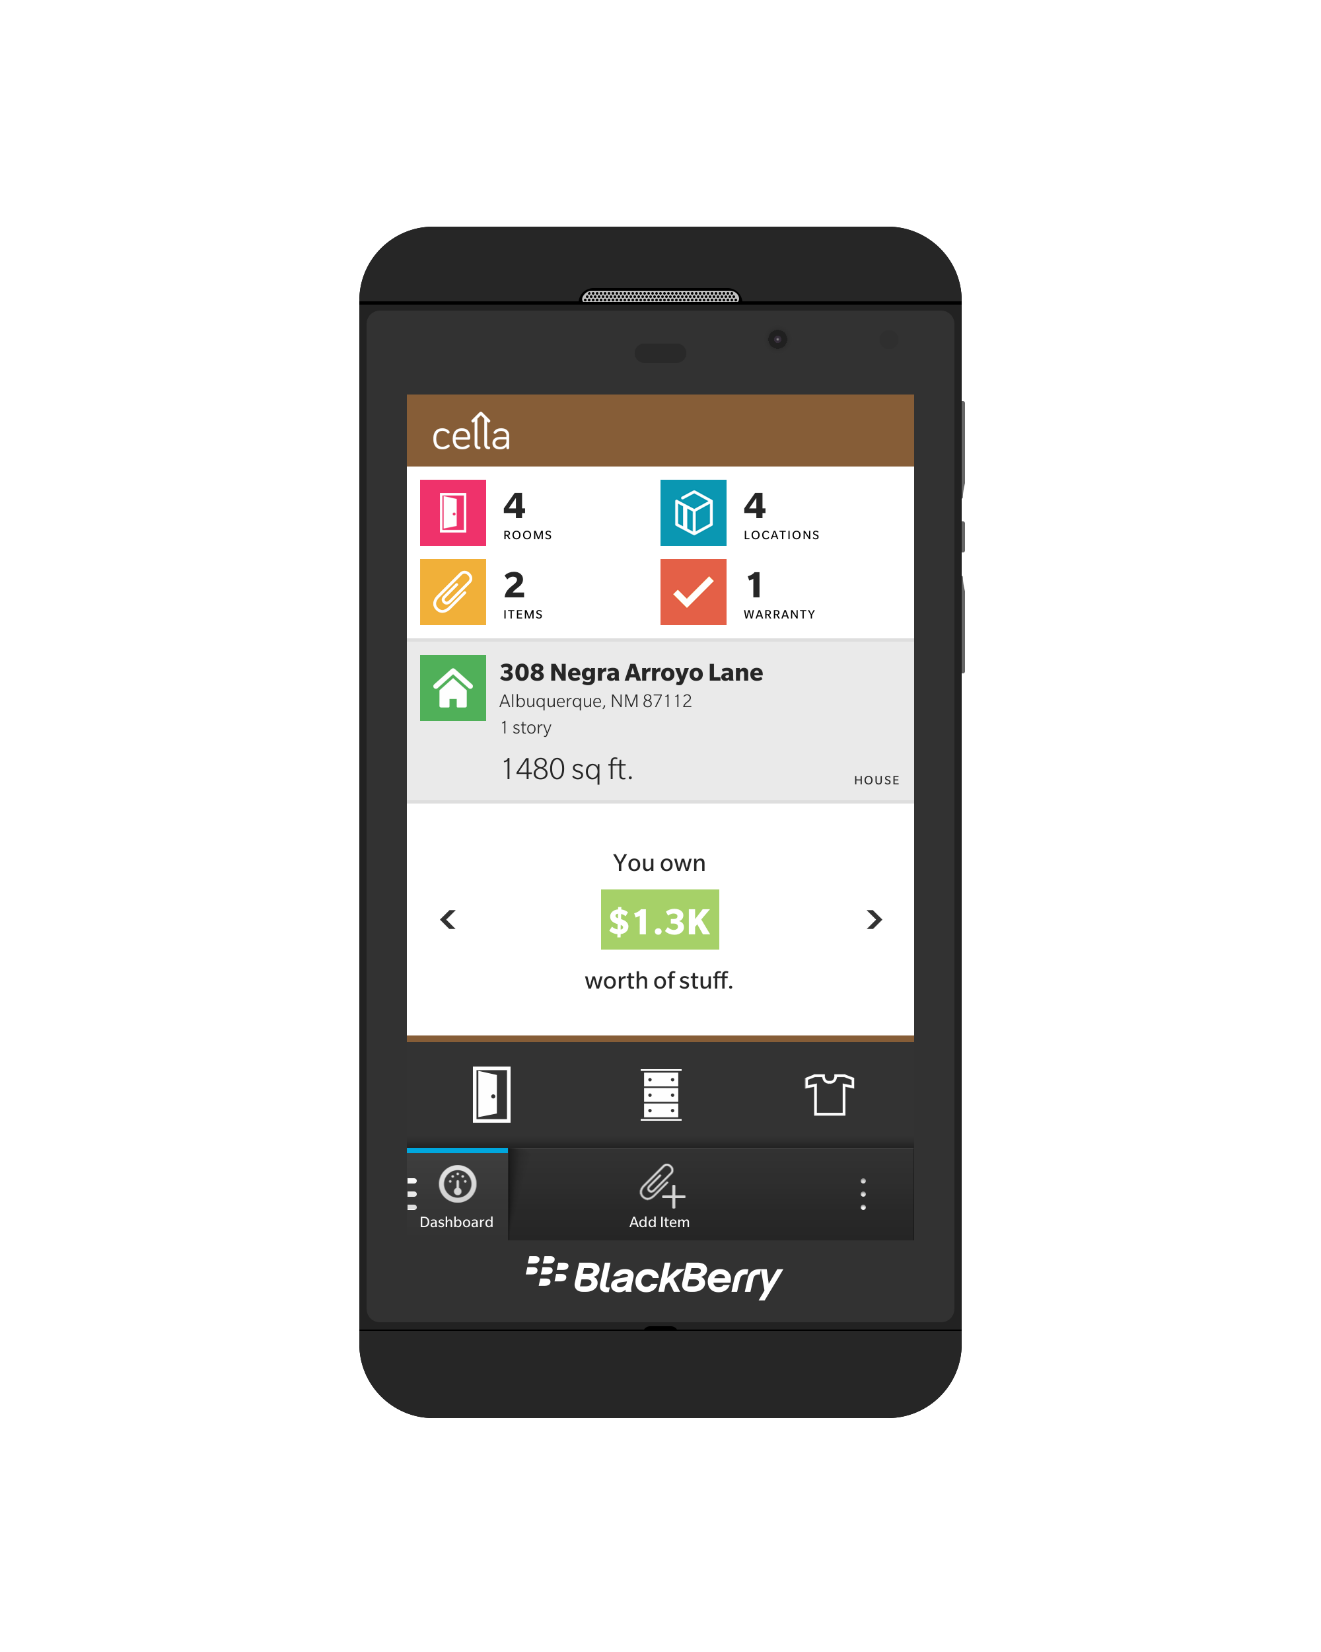 cella
4
ROOMS
4
LOCATIONS
2
ITEMS
1
WARRANTY
308 Negra Arroyo Lane
Albuquerque, NM 87112
1 story
1480 sq ft.
HOUSE
You own
$1.3K
worth of stuff.
Dashboard
Add Item
BlackBerry